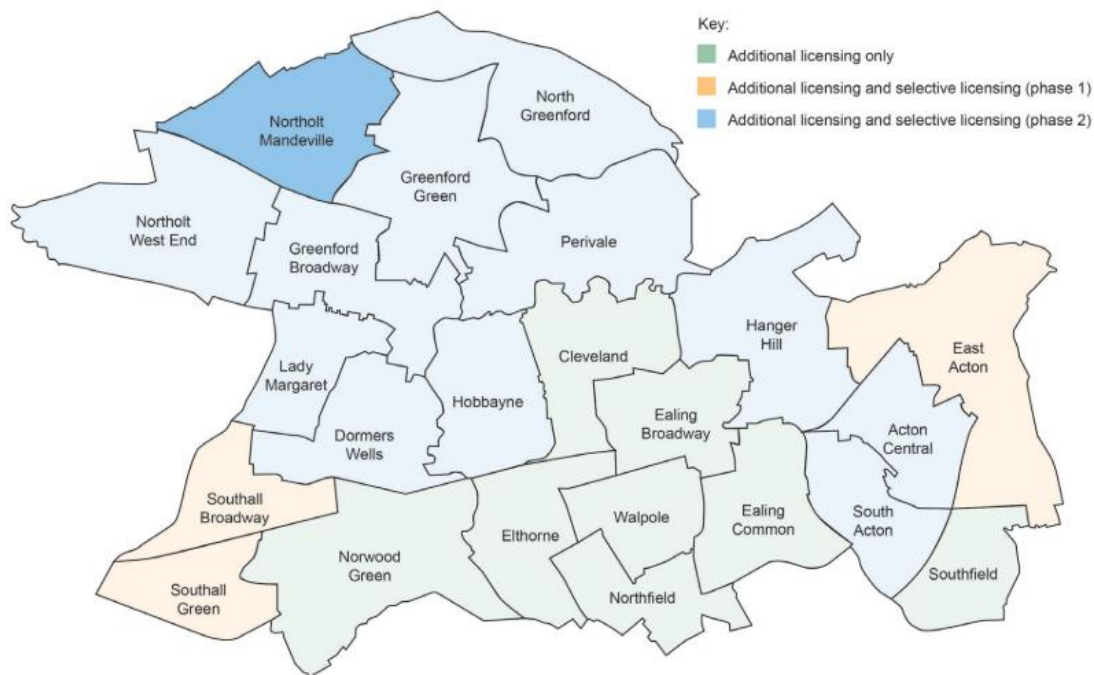 Key:
Additional licensing only
Additional licensing and selective licensing (phase 1)
Additional licensing and selective licensing (phase 2)
North
Greenford
Northolt
Mandeville
Greenford
Green
Northolt
West End
Perivale
Greenford
Broadway
Hanger
Hill
East
Acton
Cleveland
Lady
Margaret
Hobbayne
Ealing
Broadway
Acton
Central
Dormers
Wells
Southall
Broadway
South
Acton
Ealing
Common
Walpole
Elthorne
Norwood
Green
Southfield
Southall
Green
Northfield